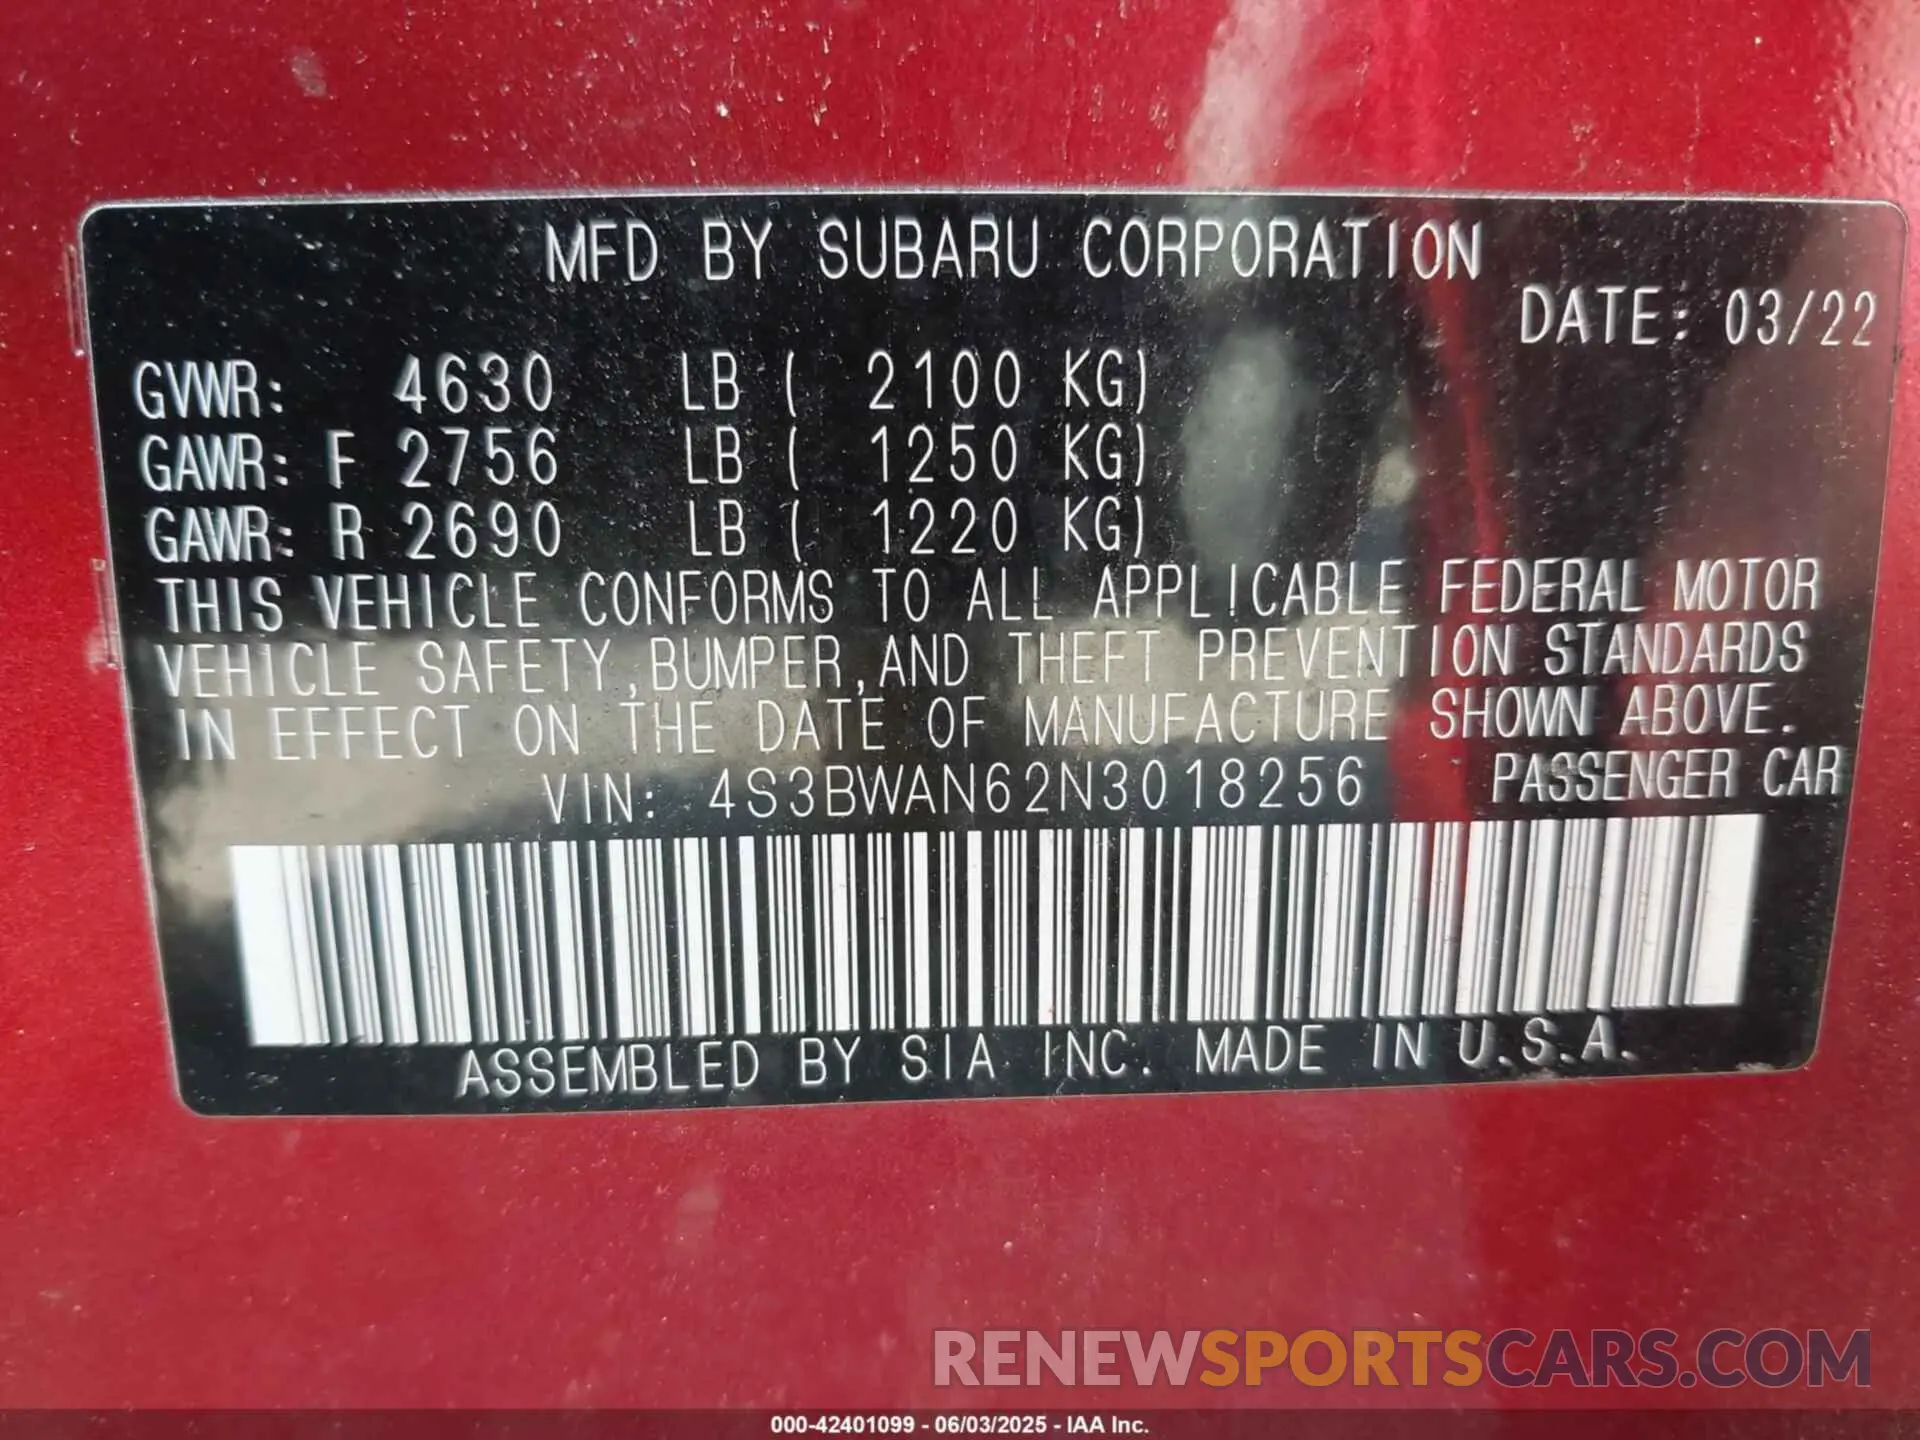 MFD BY SUBARU CORPORATION
DATE: 03/22
GVWR: 4630 LB ( 2100 KG)
GAWR: F 2756 LB ( 1250 KG)
GAWR: R 2690 LB ( 1220 KG)
THIS VEHICLE CONFORMS TO ALL APPLICABLE FEDERAL MOTOR
VEHICLE SAFETY,BUMPER,AND THEFT PREVENTION STANDARDS
IN EFFECT ON THE DATE OF MANUFACTURE SHOWN ABOVE.
VIN: 4S3BWAN62N3018256 PASSENGER CAR
ASSEMBLED BY SIA INC. MADE IN U.S.A.
RENEWSPORTSCARS.COM
000-42401099 - 06/03/2025 - IAA Inc.